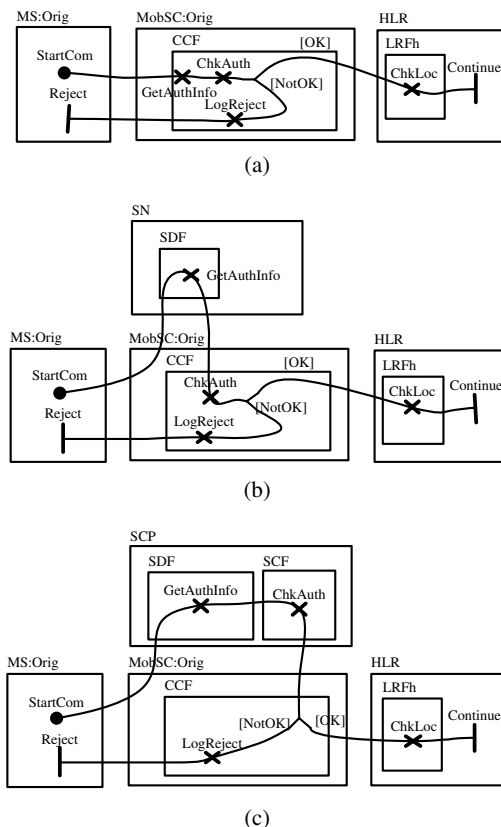 MS:Orig
MobSC:Orig
HLR
StartCom
CCF
[OK]
LRFh
ChkAuth
Continue
Reject
GetAuthInfo
[NotOK]
ChkLoc
LogReject
(a)
SN
SDF
GetAuthInfo
MS:Orig
MobSC:Orig
HLR
CCF
[OK]
LRFh
StartCom
ChkAuth
Continue
ChkLoc
Reject
[NotOK]
LogReject
(b)
SCP
SDF
SCF
GetAuthInfo
ChkAuth
MS:Orig
MobSC:Orig
HLR
CCF
LRFh
StartCom
[NotOK]
[OK]
Continue
ChkLoc
Reject
LogReject
(c)